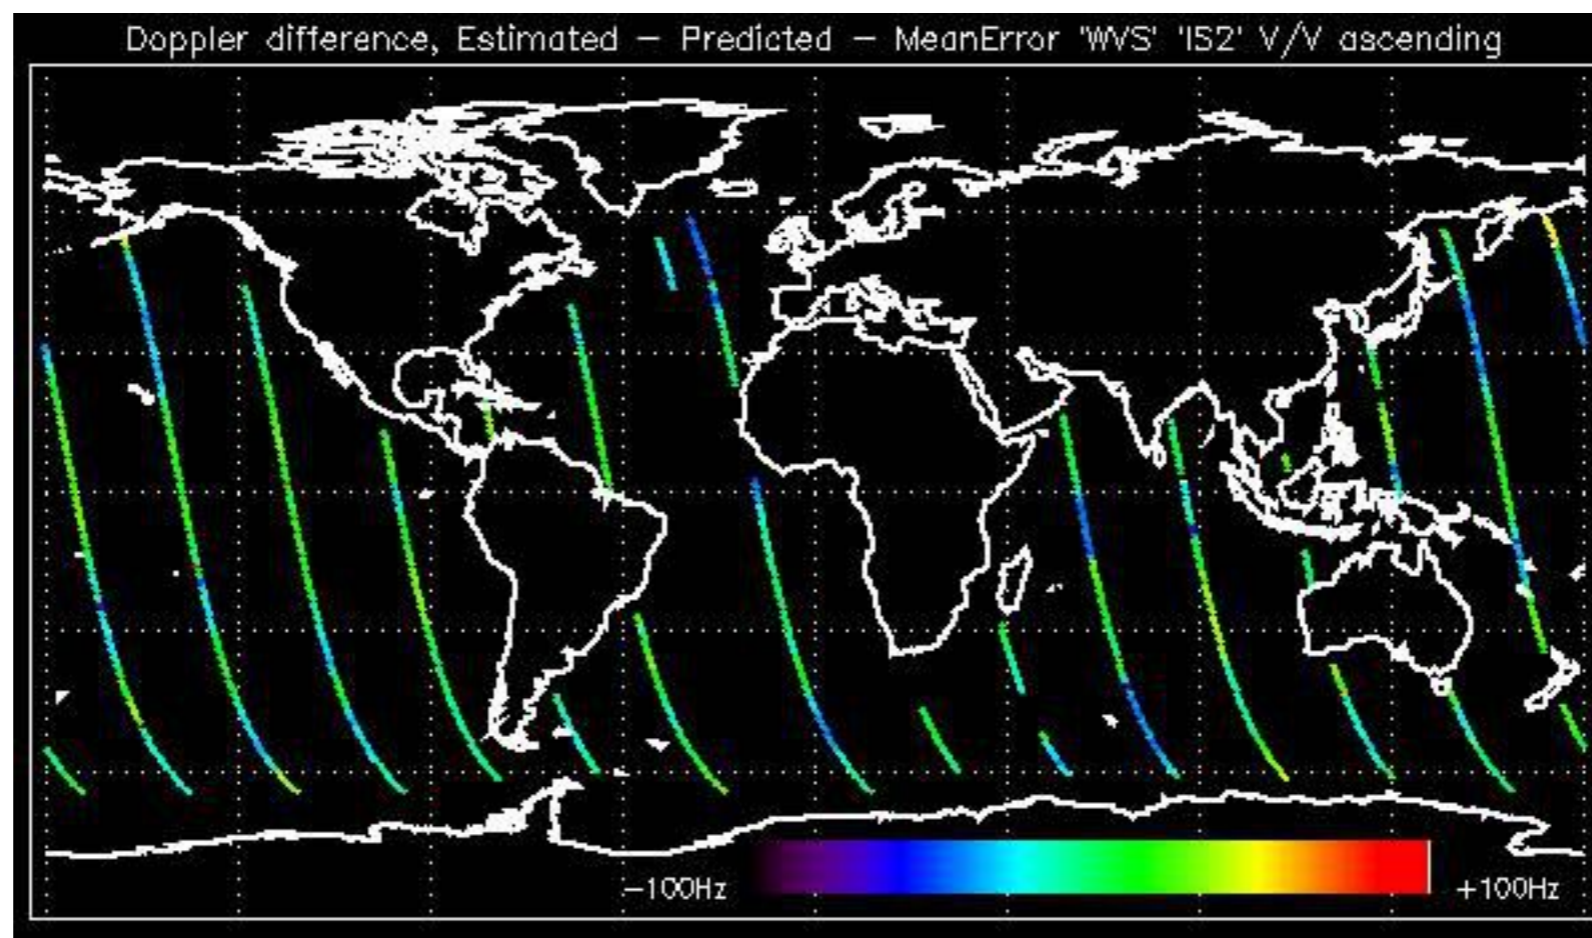 Doppler difference, Estimated — Predicted — MeanError 'WVS' 'IS2' V/V ascending
−100Hz
+100Hz